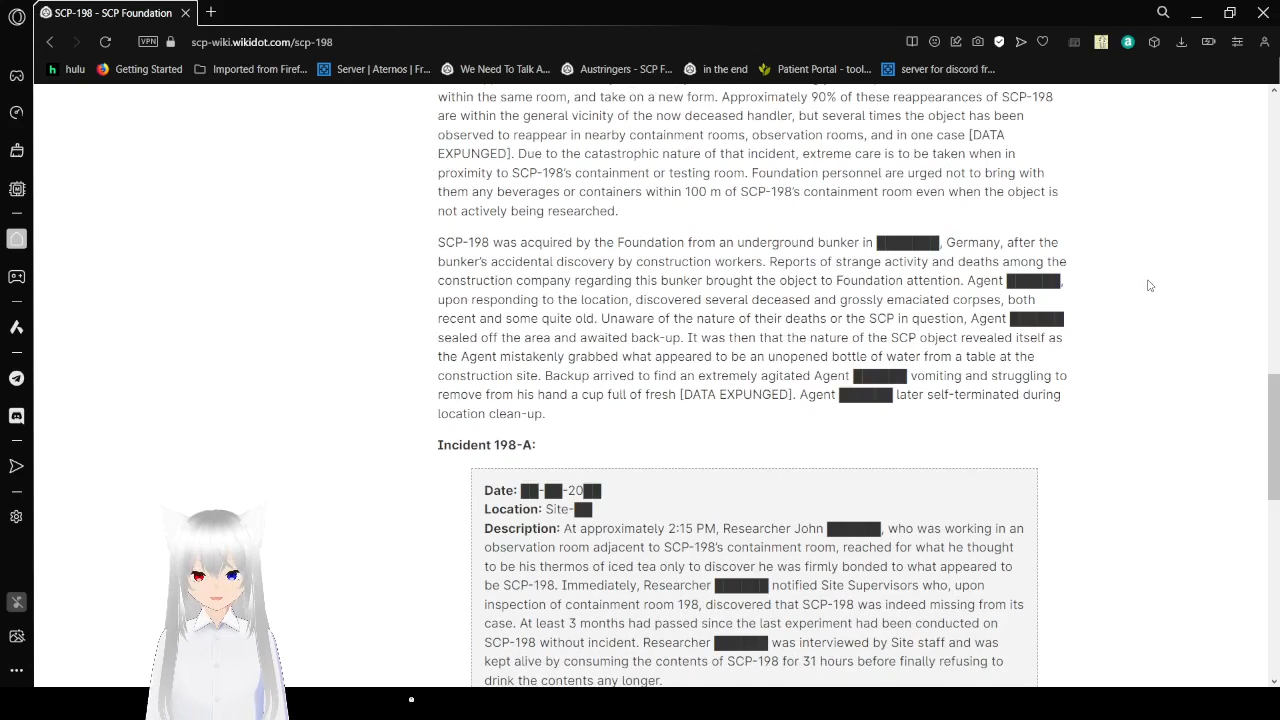 SCP-198 - SCP Foundation
VPN
scp-wiki.wikidot.com/scp-198
hulu
Getting Started
Imported from Firef...
Server | Aternos | Fr...
We Need To Talk A...
Austringers - SCP F...
in the end
Patient Portal - tool...
server for discord fr...
within the same room, and take on a new form. Approximately 90% of these reappearances of SCP-198
are within the general vicinity of the now deceased handler, but several times the object has been
observed to reappear in nearby containment rooms, observation rooms, and in one case [DATA
EXPUNGED]. Due to the catastrophic nature of that incident, extreme care is to be taken when in
proximity to SCP-198's containment or testing room. Foundation personnel are urged not to bring with
them any beverages or containers within 100 m of SCP-198's containment room even when the object is
not actively being researched.
SCP-198 was acquired by the Foundation from an underground bunker in ███████, Germany, after the
bunker's accidental discovery by construction workers. Reports of strange activity and deaths among the
construction company regarding this bunker brought the object to Foundation attention. Agent ██████,
upon responding to the location, discovered several deceased and grossly emaciated corpses, both
recent and some quite old. Unaware of the nature of their deaths or the SCP in question, Agent ██████
sealed off the area and awaited back-up. It was then that the nature of the SCP object revealed itself as
the Agent mistakenly grabbed what appeared to be an unopened bottle of water from a table at the
construction site. Backup arrived to find an extremely agitated Agent ██████ vomiting and struggling to
remove from his hand a cup full of fresh [DATA EXPUNGED]. Agent ██████ later self-terminated during
location clean-up.
Incident 198-A:
Date: ██-██-20██
Location: Site-██
Description: At approximately 2:15 PM, Researcher John ██████, who was working in an
observation room adjacent to SCP-198's containment room, reached for what he thought
to be his thermos of iced tea only to discover he was firmly bonded to what appeared to
be SCP-198. Immediately, Researcher ██████ notified Site Supervisors who, upon
inspection of containment room 198, discovered that SCP-198 was indeed missing from its
case. At least 3 months had passed since the last experiment had been conducted on
SCP-198 without incident. Researcher ██████ was interviewed by Site staff and was
kept alive by consuming the contents of SCP-198 for 31 hours before finally refusing to
drink the contents any longer.